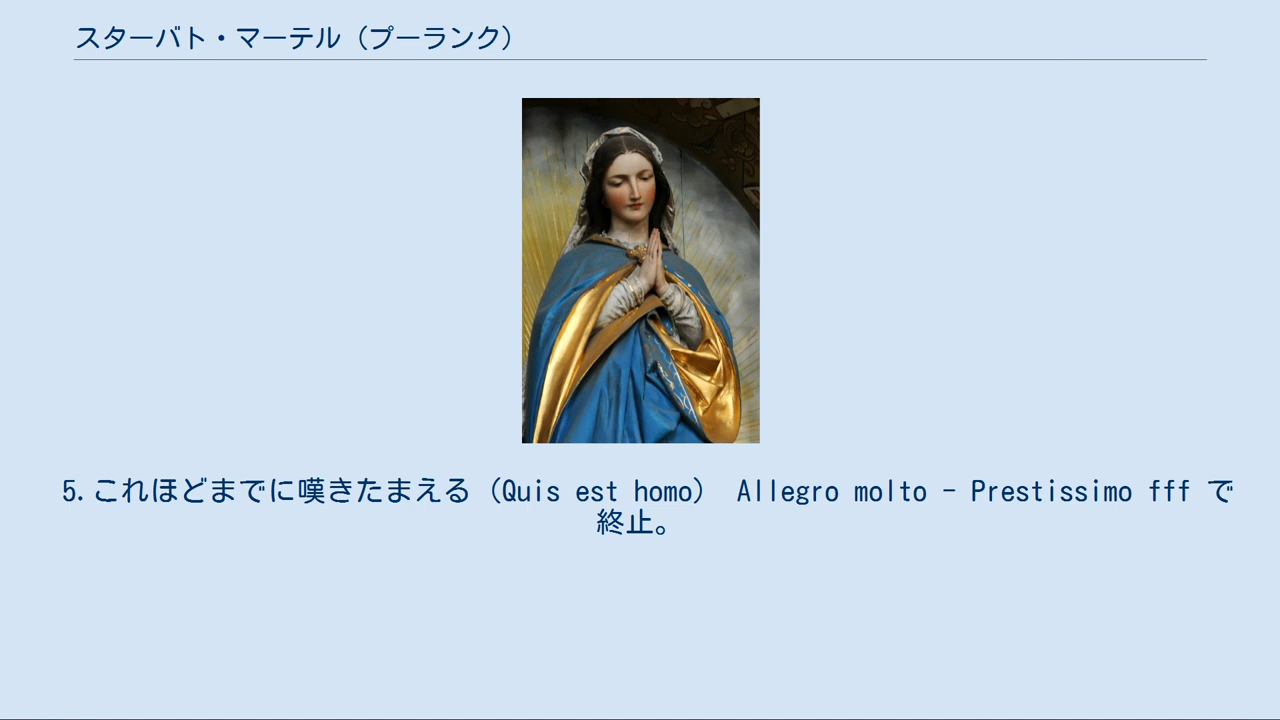 スターバト・マーテル（プーランク）
5.これほどまでに嘆きたまえる（Quis est homo） Allegro molto - Prestissimo fff で
終止。